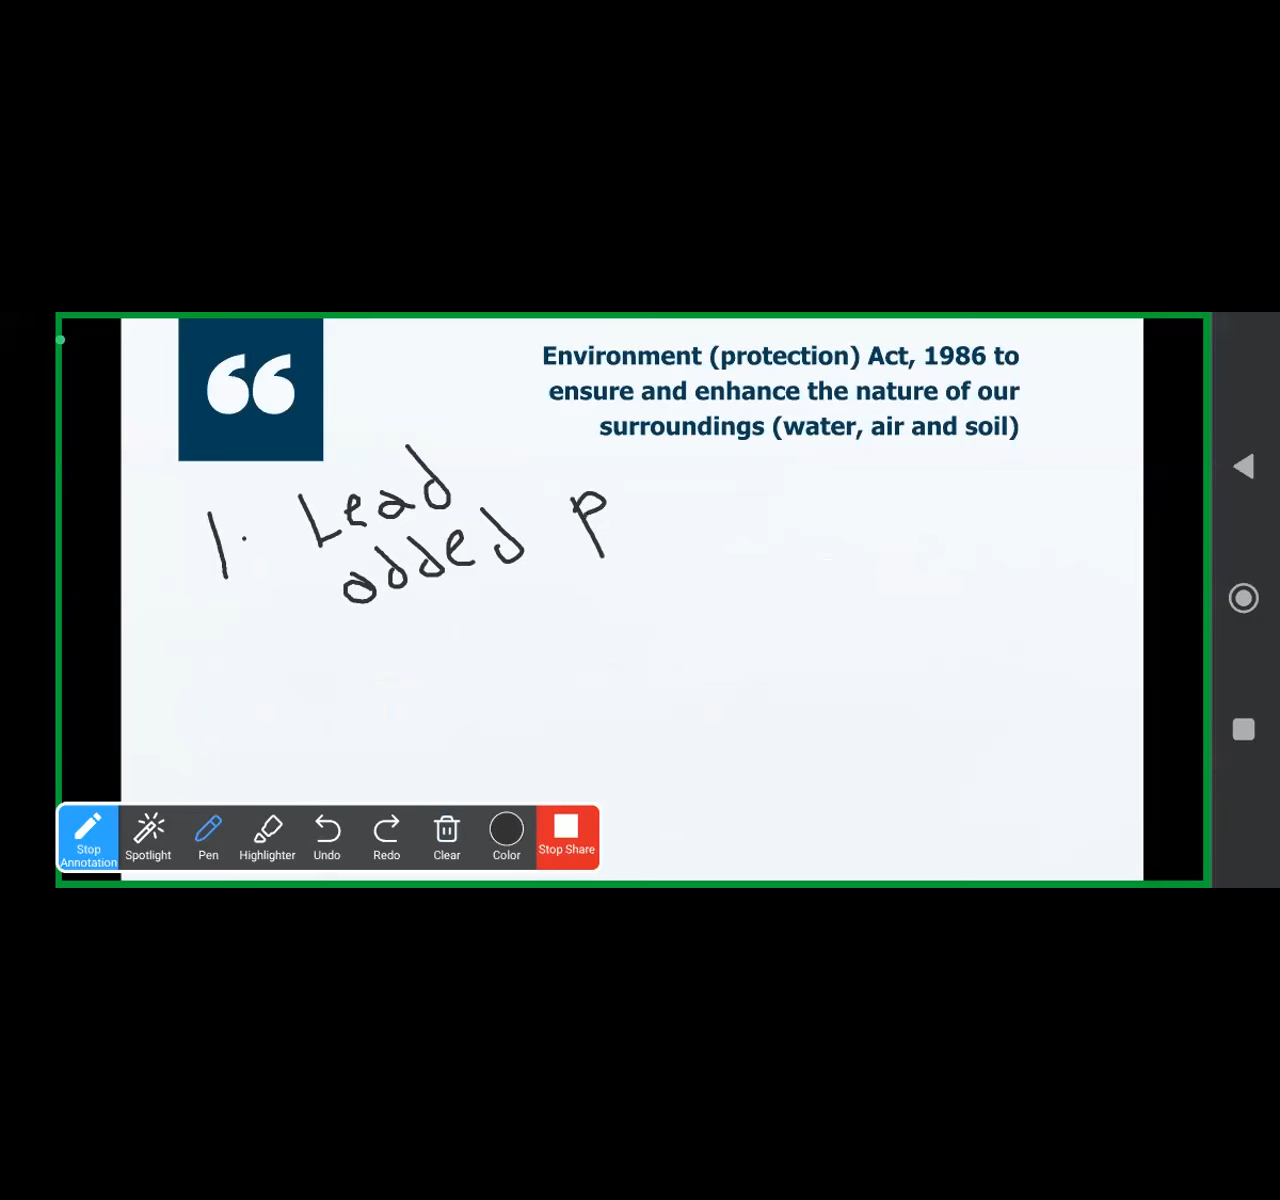 Environment (protection) Act, 1986 to
ensure and enhance the nature of our
surroundings (water, air and soil)
1. Lead
added P
Stop
Annotation
Spotlight
Pen
Highlighter
Undo
Redo
Clear
Color
Stop Share